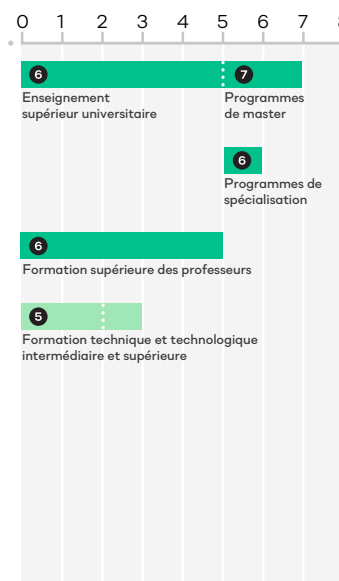 0 1 2 3 4 5 6 7 8
6 7
Enseignement
supérieur universitaire
Programmes
de master
6
Programmes de
spécialisation
6
Formation supérieure des professeurs
5
Formation technique et technologique
intermédiaire et supérieure